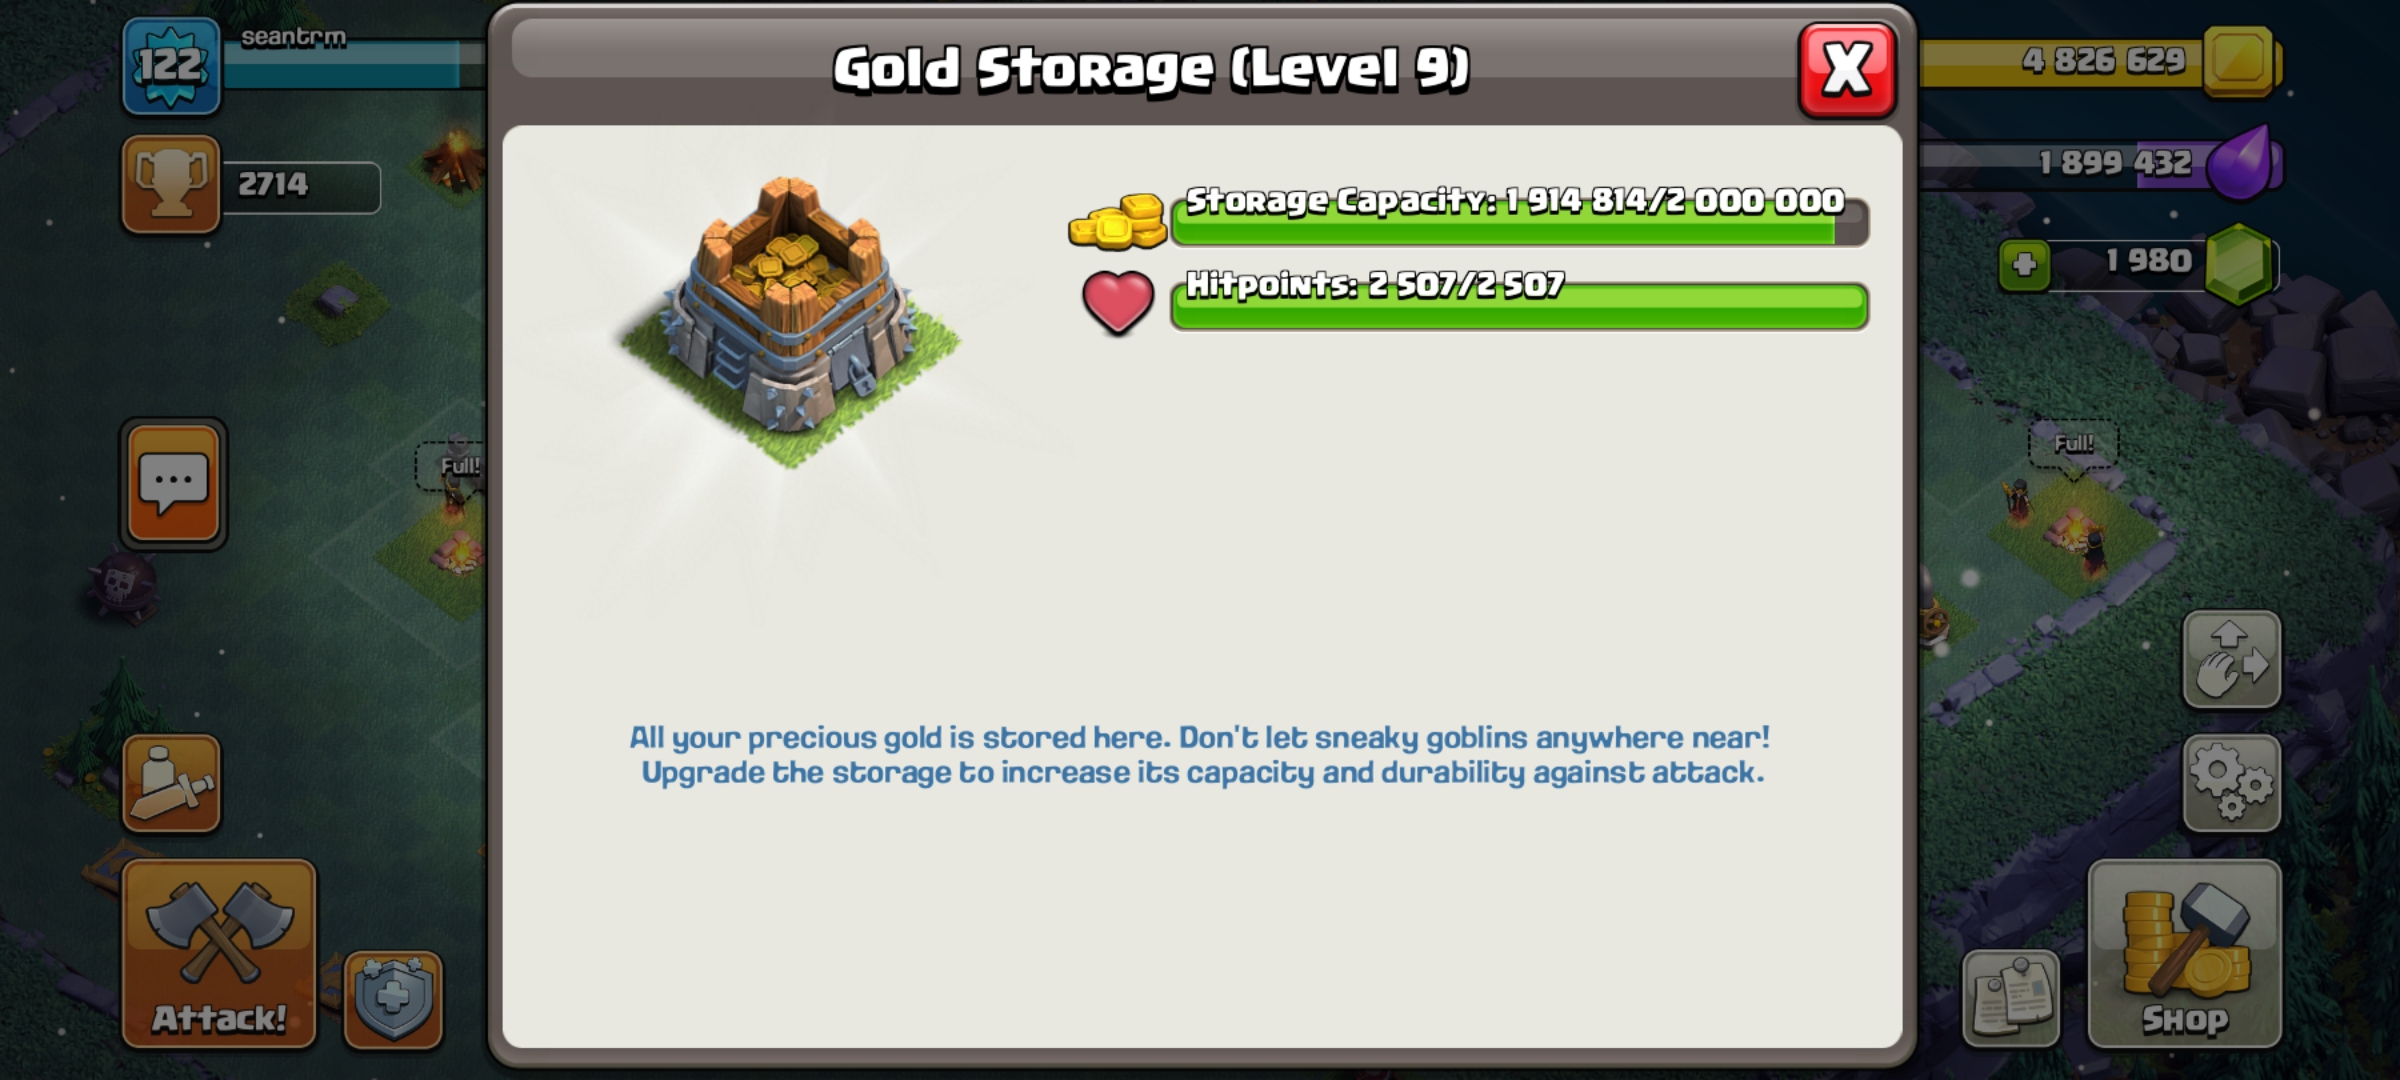 122
seantrm
Gold Storage (Level 9)
X
4 826 629
2714
1 899 432
Storage Capacity: 1 914 814/2 000 000
1 980
Hitpoints: 2 507/2 507
Full!
Full!
All your precious gold is stored here. Don't let sneaky goblins anywhere near!
Upgrade the storage to increase its capacity and durability against attack.
Attack!
Shop